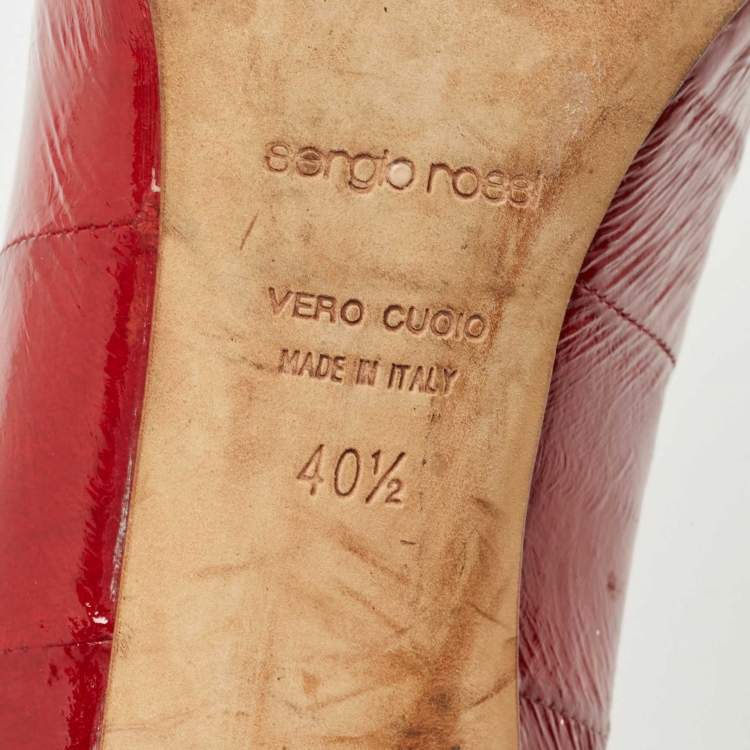 sergio rossi
VERO CUOIO
MADE IN ITALY
40½